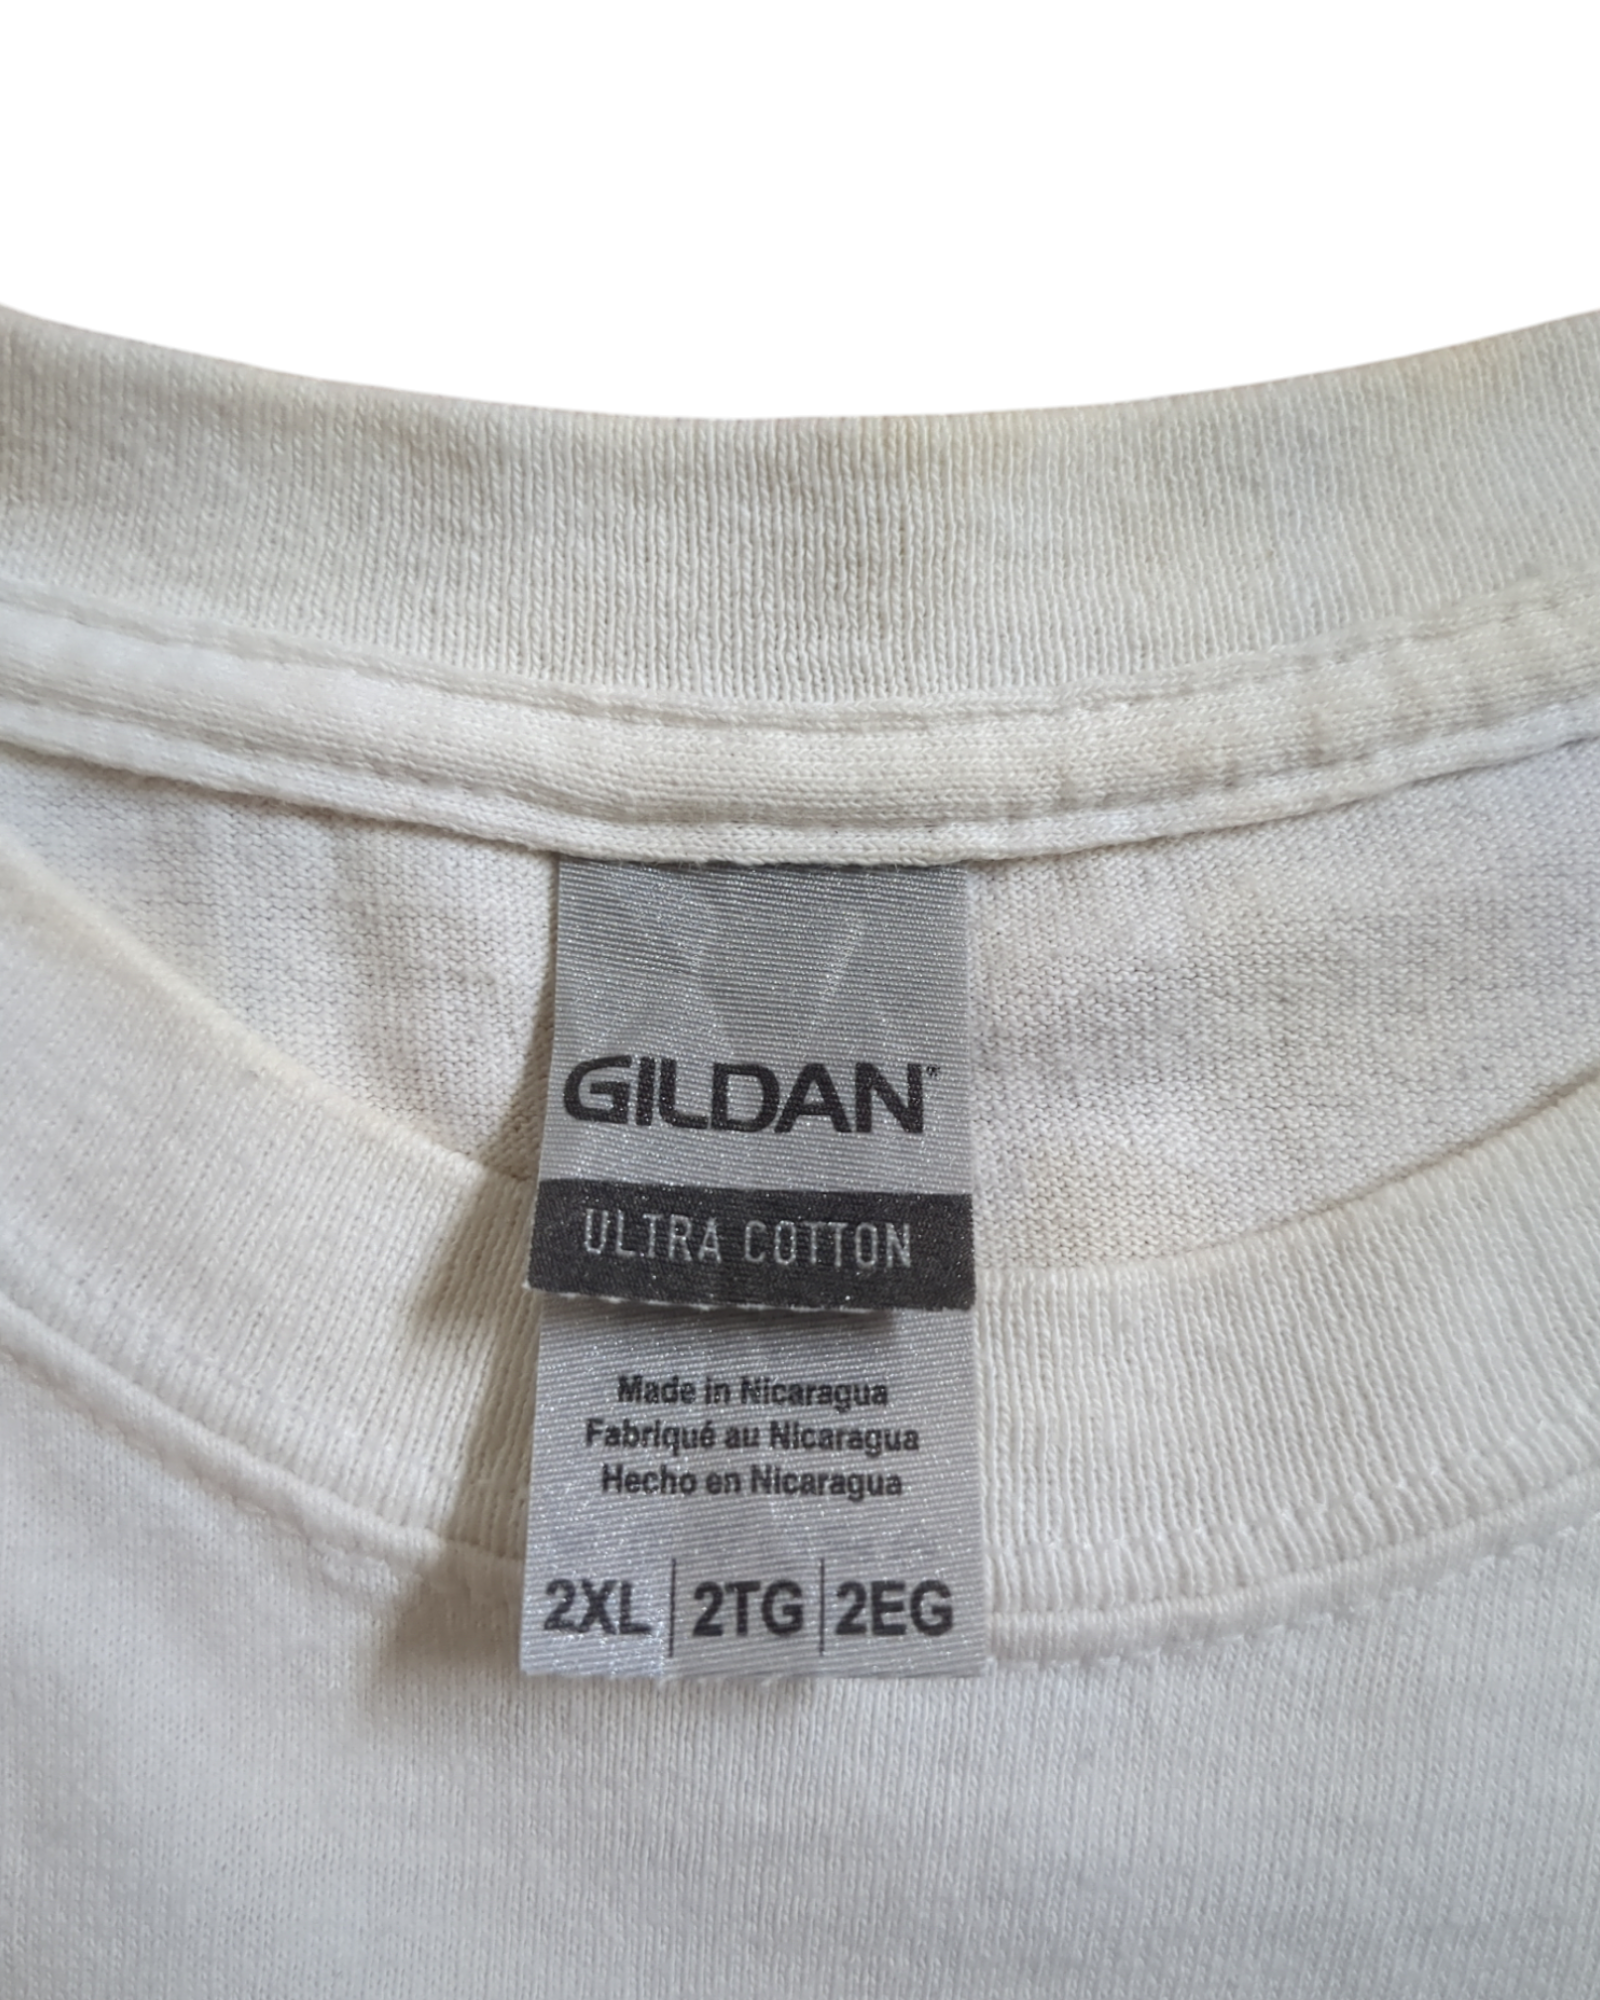 GILDAN
ULTRA COTTON
Made in Nicaragua
Fabriqué au Nicaragua
Hecho en Nicaragua
2XL | 2TG | 2EG